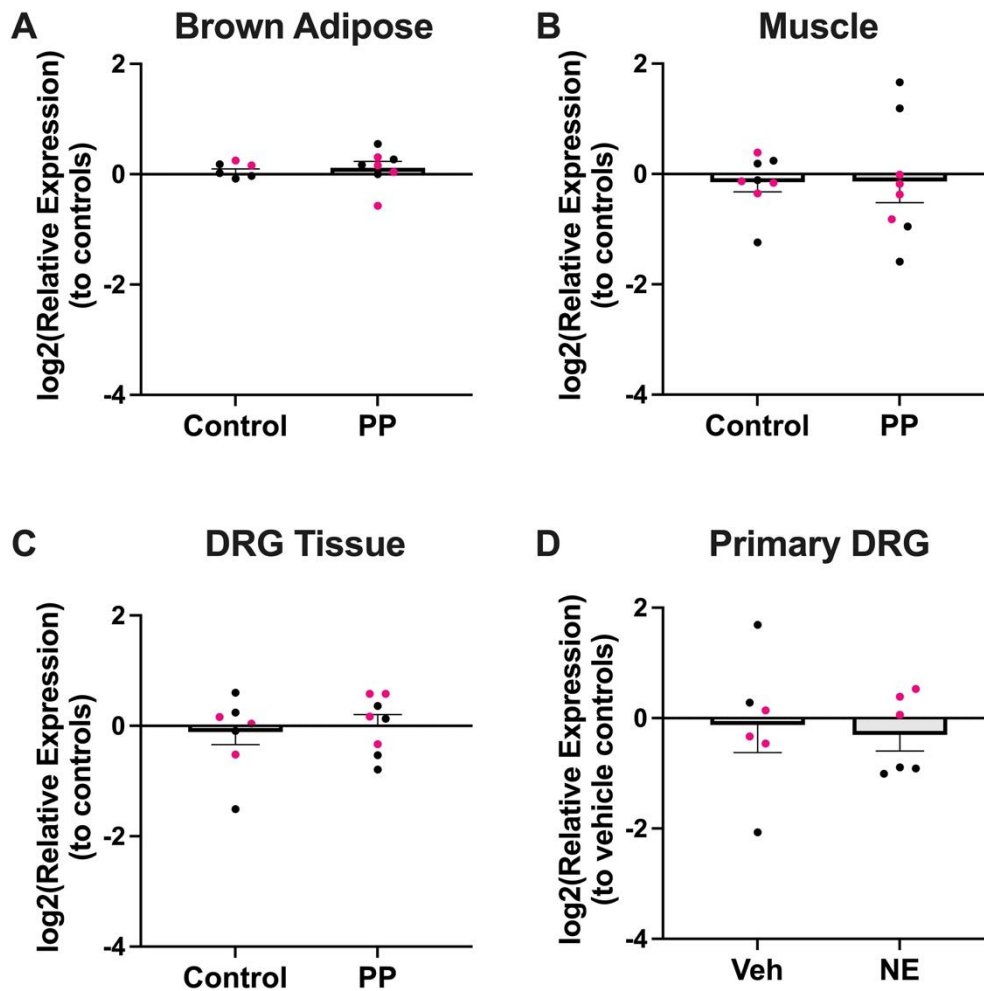 A Brown Adipose
log2(Relative Expression)
(to controls)
2
0
-2
-4
Control PP
B Muscle
log2(Relative Expression)
(to controls)
2
0
-2
-4
Control PP
C DRG Tissue
log2(Relative Expression)
(to controls)
2
0
-2
-4
Control PP
D Primary DRG
log2(Relative Expression)
(to vehicle controls)
2
0
-2
-4
Veh NE